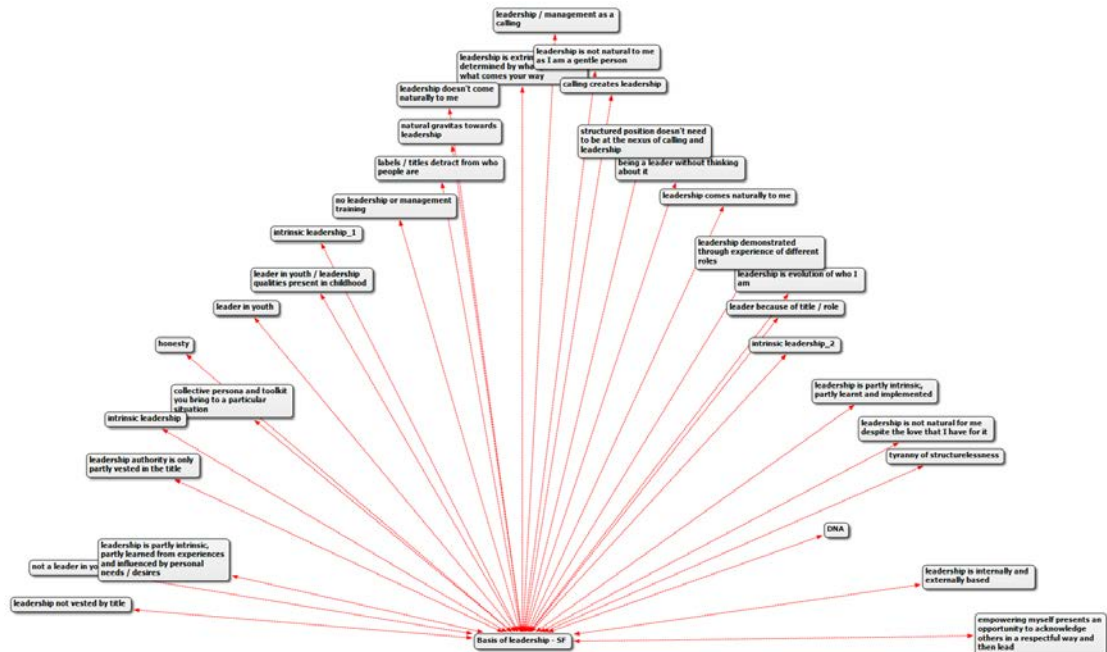 leadership / management as a
calling
leadership is not natural to me
as I am a gentle person
leadership is extrin
determined by wha
what comes your way
calling creates leadership
leadership doesn't come
naturally to me
natural gravitas towards
leadership
structured position doesn't need
to be at the nexus of calling and
leadership
labels / titles detract from who
people are
being a leader without thinking
about it
leadership comes naturally to me
no leadership or management
training
intrinsic leadership_1
leadership demonstrated
through experience of different
roles
leader in youth / leadership
qualities present in childhood
leadership is evolution of who I
am
leader in youth
leader because of title / role
honesty
intrinsic leadership_2
collective persona and toolkit
you bring to a particular
situation
leadership is partly intrinsic,
partly learnt and implemented
intrinsic leadership
leadership is not natural for me
despite the love that I have for it
leadership authority is only
partly vested in the title
tyranny of structurelessness
DNA
leadership is partly intrinsic,
partly learned from experiences
and influenced by personal
needs / desires
not a leader in yo
leadership is internally and
externally based
leadership not vested by title
empowering myself presents an
opportunity to acknowledge
others in a respectful way and
then lead
Basis of leadership - SF